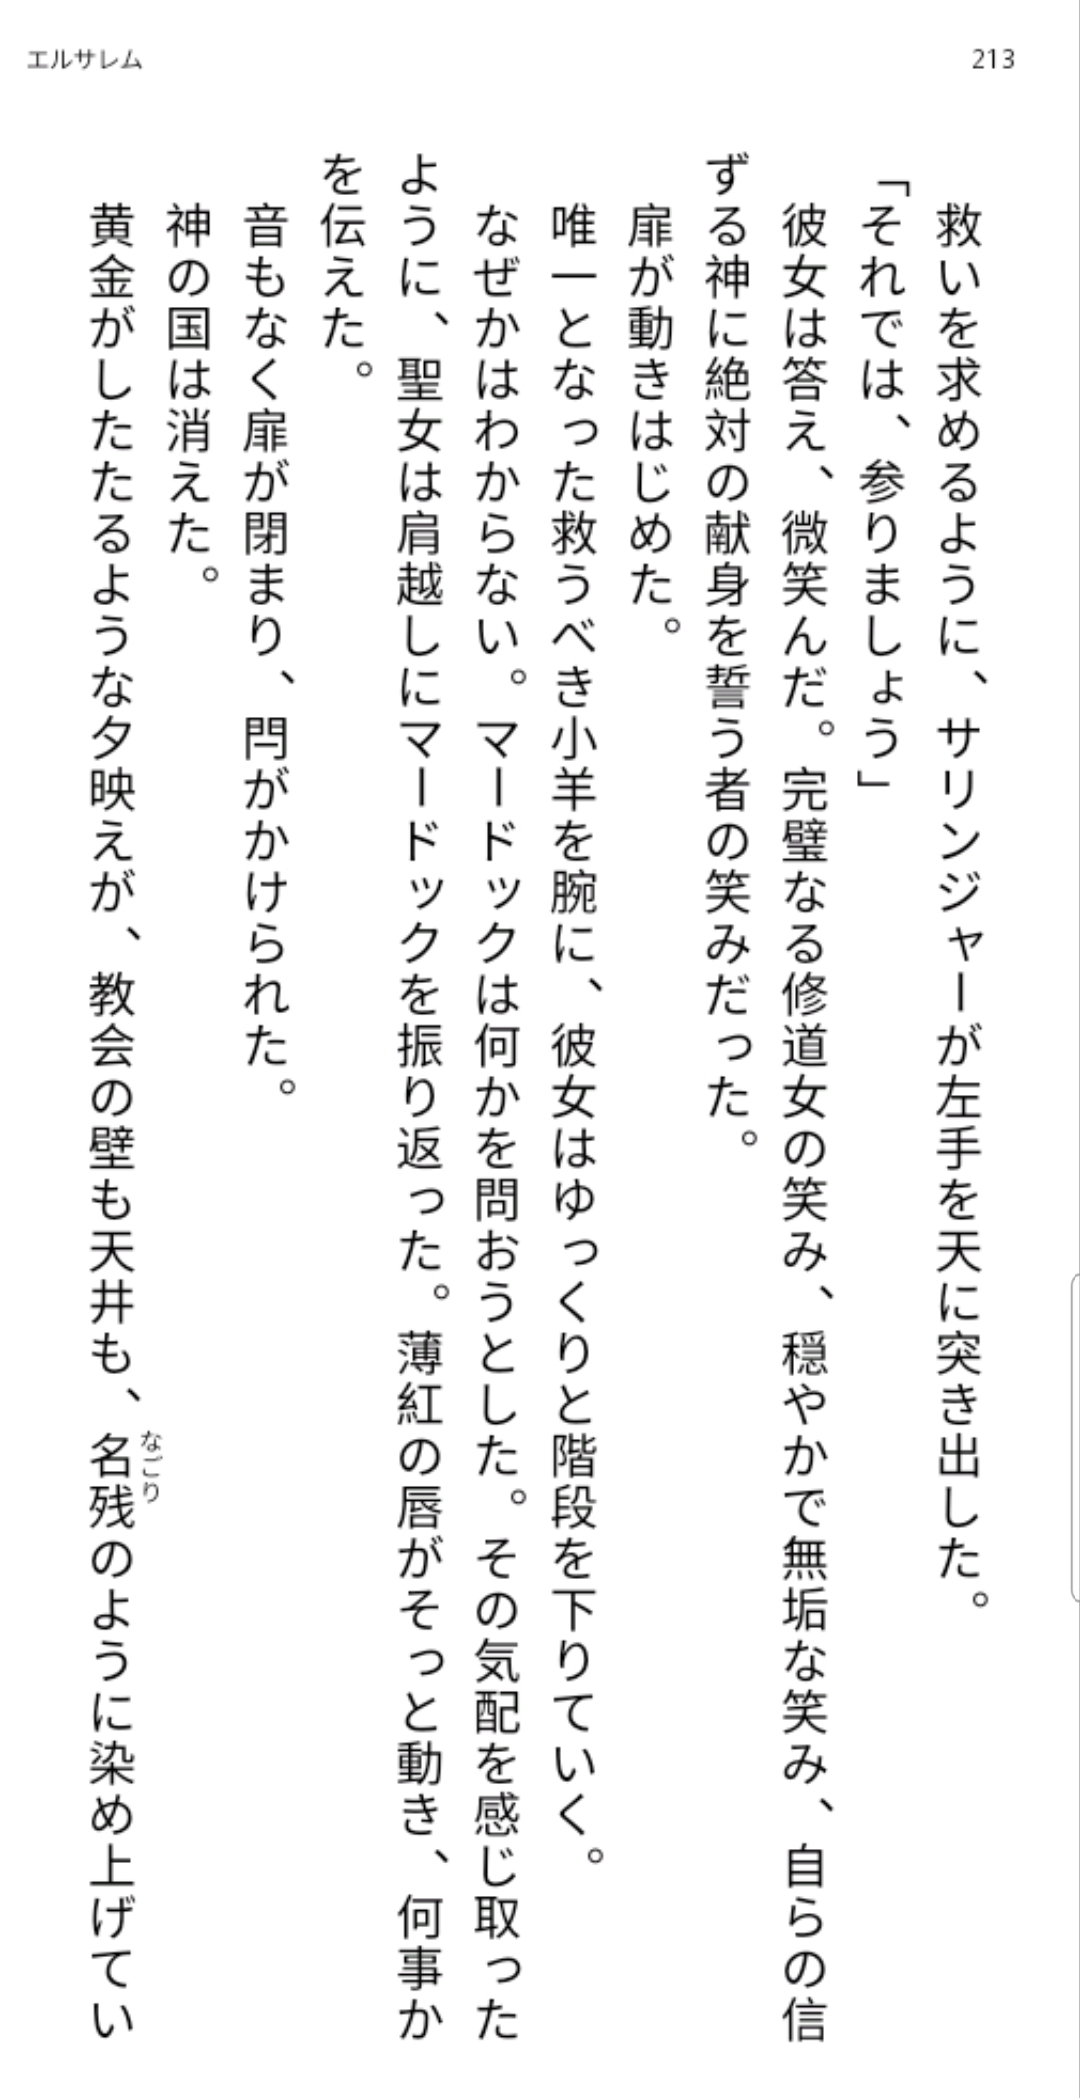 エルサレム
213
救いを求めるように、サリンジャーが左手を天に突き出した。
「それでは、参りましょう」
彼女は答え、微笑んだ。完璧なる修道女の笑み、穏やかで無垢な笑み、自らの信
ずる神に絶対の献身を誓う者の笑みだった。
扉が動きはじめた。
唯一となった救うべき小羊を腕に、彼女はゆっくりと階段を下りていく。
なぜかはわからない。マードックは何かを問おうとした。その気配を感じ取った
ように、聖女は肩越しにマードックを振り返った。薄紅の唇がそっと動き、何事か
を伝えた。
音もなく扉が閉まり、閂がかけられた。
神の国は消えた。
黄金がしたたるような夕映えが、教会の壁も天井も、名残のように染め上げてい
なごり